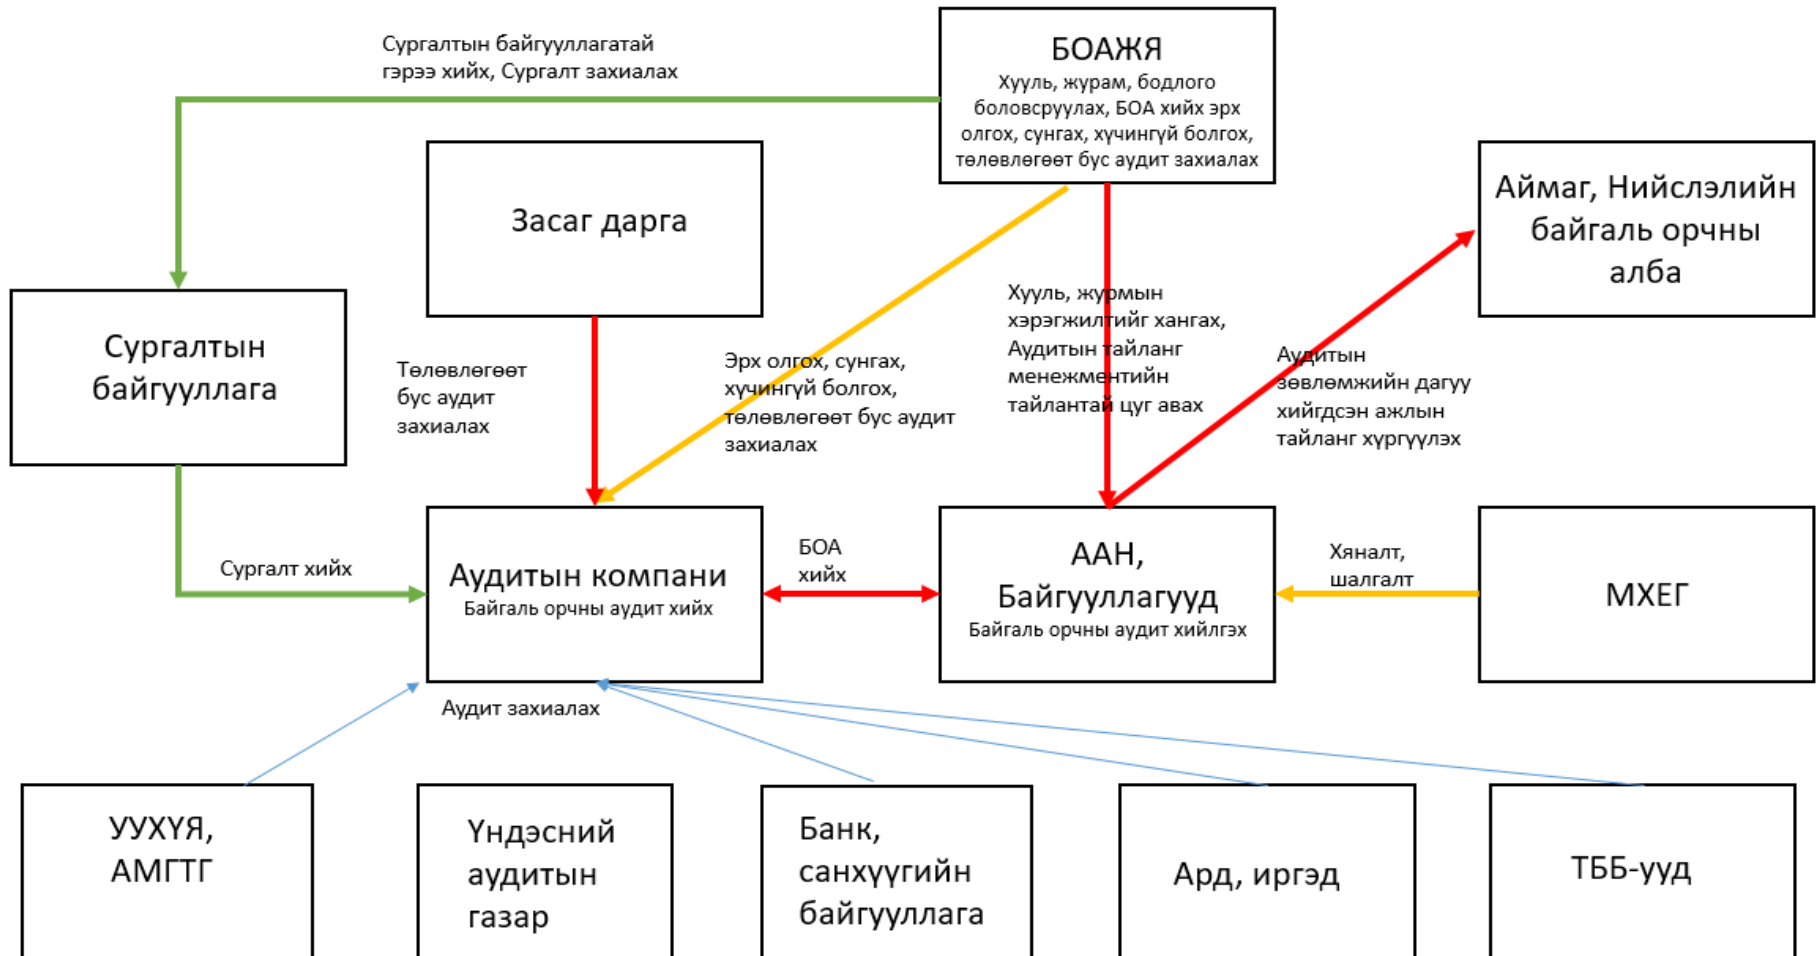 Сургалтын байгууллагатай
гэрээ хийх, Сургалт захиалах
БОАЖЯ
Хууль, журам, бодлого
боловсруулах, БОА хийх эрх
олгох, сунгах, хүчингүй болгох,
төлөвлөгөөт бус аудит захиалах
Засаг дарга
Аймаг, Нийслэлийн
байгаль орчны
алба
Сургалтын
байгууллага
Төлөвлөгөөт
бус аудит
захиалах
Эрх олгох, сунгах,
хүчингүй болгох,
төлөвлөгөөт бус аудит
захиалах
Хууль, журмын
хэрэгжилтийг хангах,
Аудитын тайланг
менежментийн
тайлантай цуг авах
Аудитын
зөвлөмжийн дагуу
хийгдсэн ажлын
тайланг хүргүүлэх
Сургалт хийх
Аудитын компани
Байгаль орчны аудит хийх
БОА
хийх
ААН,
Байгууллагууд
Байгаль орчны аудит хийлгэх
Хяналт,
шалгалт
МХЕГ
Аудит захиалах
УУХҮЯ,
АМГТГ
Үндэсний
аудитын
газар
Банк,
санхүүгийн
байгууллага
Ард, иргэд
ТББ-ууд